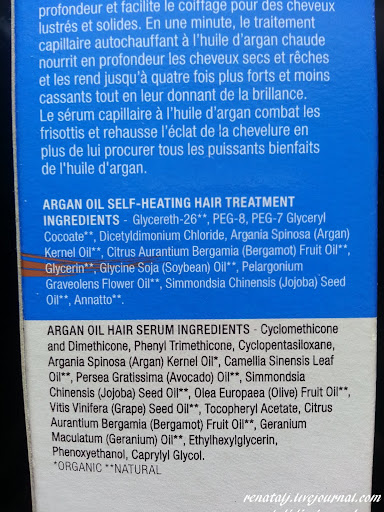 profondeur et facilite le coiffage pour des cheveux
lustrés et solides. En une minute, le traitement
capillaire autochauffant à l'huile d'argan chaude
nourrit en profondeur les cheveux secs et rêches
et les rend jusqu'à quatre fois plus forts et moins
cassants tout en leur donnant de la brillance.
Le sérum capillaire à l'huile d'argan combat les
frisottis et rehausse l'éclat de la chevelure en
plus de lui procurer tous les puissants bienfaits
de l'huile d'argan.
ARGAN OIL SELF-HEATING HAIR TREATMENT
INGREDIENTS - Glycereth-26**, PEG-8, PEG-7 Glyceryl
Cocoate**, Dicetyldimonium Chloride, Argania Spinosa (Argan)
Kernel Oil**, Citrus Aurantium Bergamia (Bergamot) Fruit Oil**,
Glycerin**, Glycine Soja (Soybean) Oil**, Pelargonium
Graveolens Flower Oil**, Simmondsia Chinensis (Jojoba) Seed
Oil**, Annatto**.
ARGAN OIL HAIR SERUM INGREDIENTS - Cyclomethicone
and Dimethicone, Phenyl Trimethicone, Cyclopentasiloxane,
Argania Spinosa (Argan) Kernel Oil*, Camellia Sinensis Leaf
Oil**, Persea Gratissima (Avocado) Oil**, Simmondsia
Chinensis (Jojoba) Seed Oil**, Olea Europaea (Olive) Fruit Oil**,
Vitis Vinifera (Grape) Seed Oil**, Tocopheryl Acetate, Citrus
Aurantium Bergamia (Bergamot) Fruit Oil**, Geranium
Maculatum (Geranium) Oil**, Ethylhexylglycerin,
Phenoxyethanol, Caprylyl Glycol.
*ORGANIC **NATURAL
renatay.livejournal.com